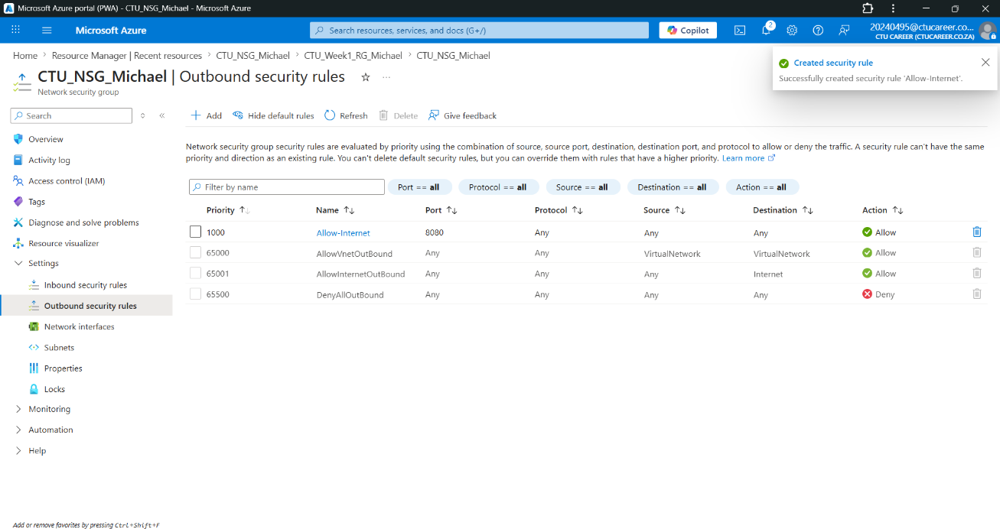 Microsoft Azure portal (PWA) - CTU_NSG_Michael - Microsoft Azure
Microsoft Azure
Search resources, services, and docs (G+/)
Copilot
2
20240495@ctucareer.co...
CTU CAREER (CTUCAREER.CO.ZA)
Home > Resource Manager | Recent resources > CTU_NSG_Michael > CTU_Week1_RG_Michael > CTU_NSG_Michael
Created security rule
Successfully created security rule 'Allow-Internet'.
CTU_NSG_Michael | Outbound security rules
Network security group
Search
Add Hide default rules Refresh Delete Give feedback
Overview
Activity log
Access control (IAM)
Tags
Diagnose and solve problems
Resource visualizer
Settings
Inbound security rules
Outbound security rules
Network interfaces
Subnets
Properties
Locks
Monitoring
Automation
Help
Network security group security rules are evaluated by priority using the combination of source, source port, destination, destination port, and protocol to allow or deny the traffic. A security rule can't have the same
priority and direction as an existing rule. You can't delete default security rules, but you can override them with rules that have a higher priority. Learn more
Filter by name Port == all Protocol == all Source == all Destination == all Action == all
Priority Name Port Protocol Source Destination Action
1000 Allow-Internet 8080 Any Any Any Allow
65000 AllowVnetOutBound Any Any VirtualNetwork VirtualNetwork Allow
65001 AllowInternetOutBound Any Any Any Internet Allow
65500 DenyAllOutBound Any Any Any Any Deny
Add or remove favorites by pressing Ctrl+Shift+F